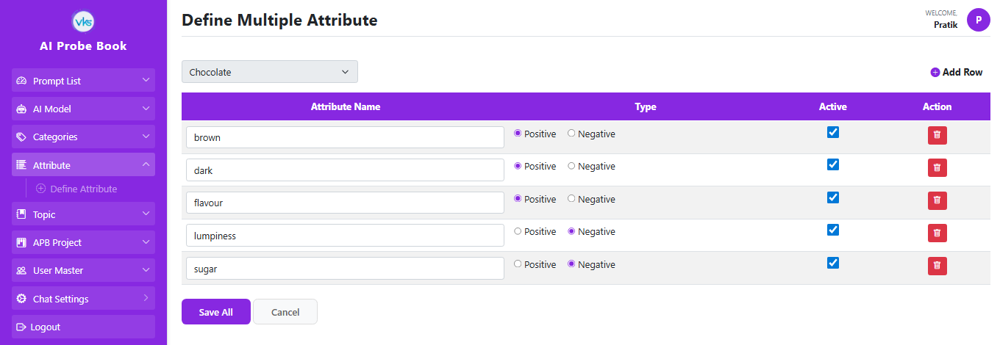 vks
AI Probe Book
Prompt List
AI Model
Categories
Attribute
Define Attribute
Topic
APB Project
User Master
Chat Settings
Logout
Define Multiple Attribute
WELCOME,
Pratik
P
Chocolate
Add Row
Attribute Name Type Active Action
brown Positive Negative
dark Positive Negative
flavour Positive Negative
lumpiness Positive Negative
sugar Positive Negative
Save All Cancel